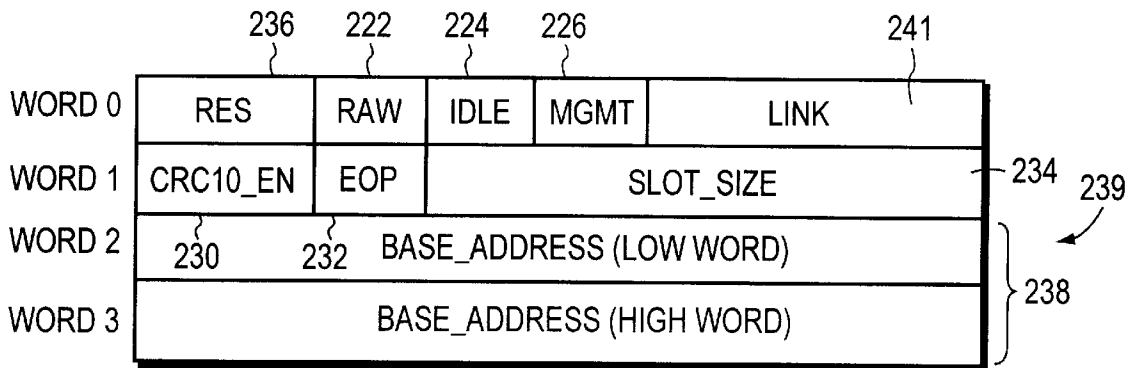 236 222 224 226 241
WORD 0 RES RAW IDLE MGMT LINK
WORD 1 CRC10_EN EOP SLOT_SIZE 234
239
WORD 2 230 232 BASE_ADDRESS (LOW WORD)
238
WORD 3 BASE_ADDRESS (HIGH WORD)